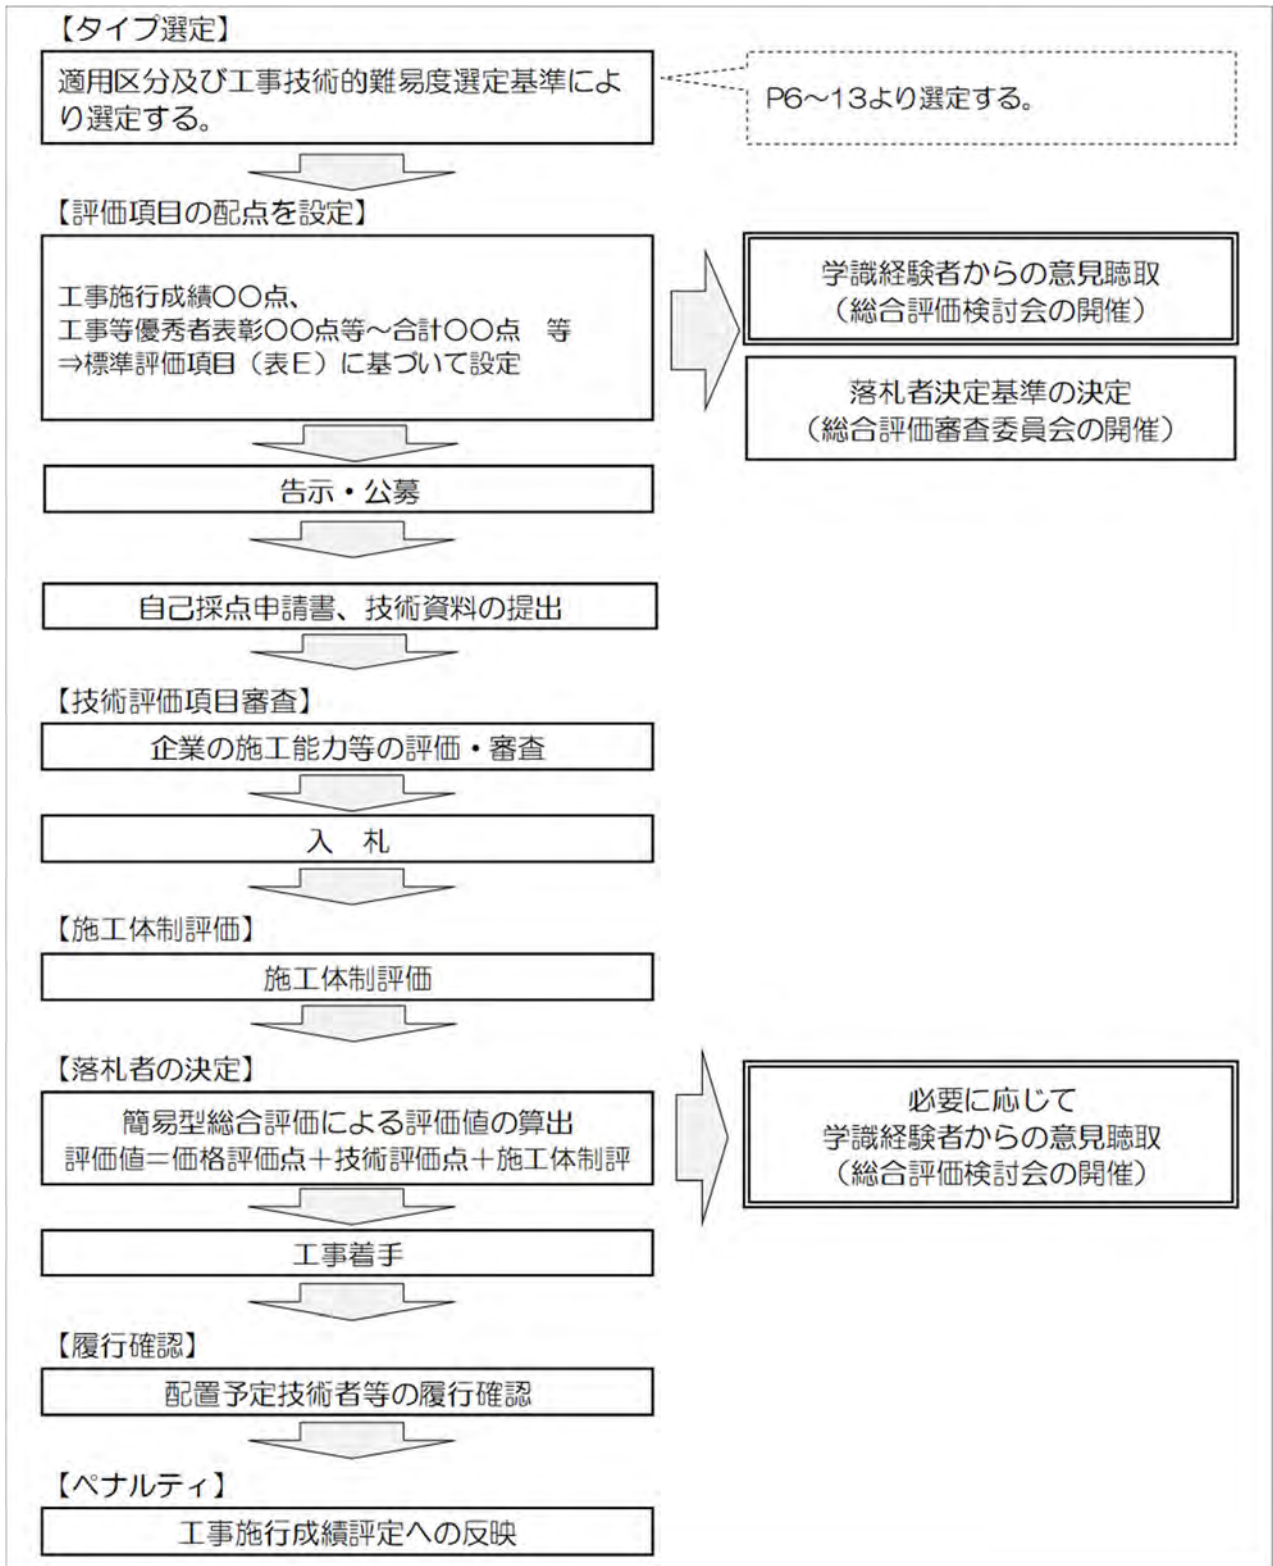 【タイプ選定】
適用区分及び工事技術的難易度選定基準によ
り選定する。
P6～13より選定する。
【評価項目の配点を設定】
工事施行成績〇〇点、
工事等優秀者表彰〇〇点等～合計〇〇点　等
⇒標準評価項目（表E）に基づいて設定
学識経験者からの意見聴取
（総合評価検討会の開催）
落札者決定基準の決定
（総合評価審査委員会の開催）
告示・公募
自己採点申請書、技術資料の提出
【技術評価項目審査】
企業の施工能力等の評価・審査
入　札
【施工体制評価】
施工体制評価
【落札者の決定】
簡易型総合評価による評価値の算出
評価値＝価格評価点＋技術評価点＋施工体制評
必要に応じて
学識経験者からの意見聴取
（総合評価検討会の開催）
工事着手
【履行確認】
配置予定技術者等の履行確認
【ペナルティ】
工事施行成績評定への反映